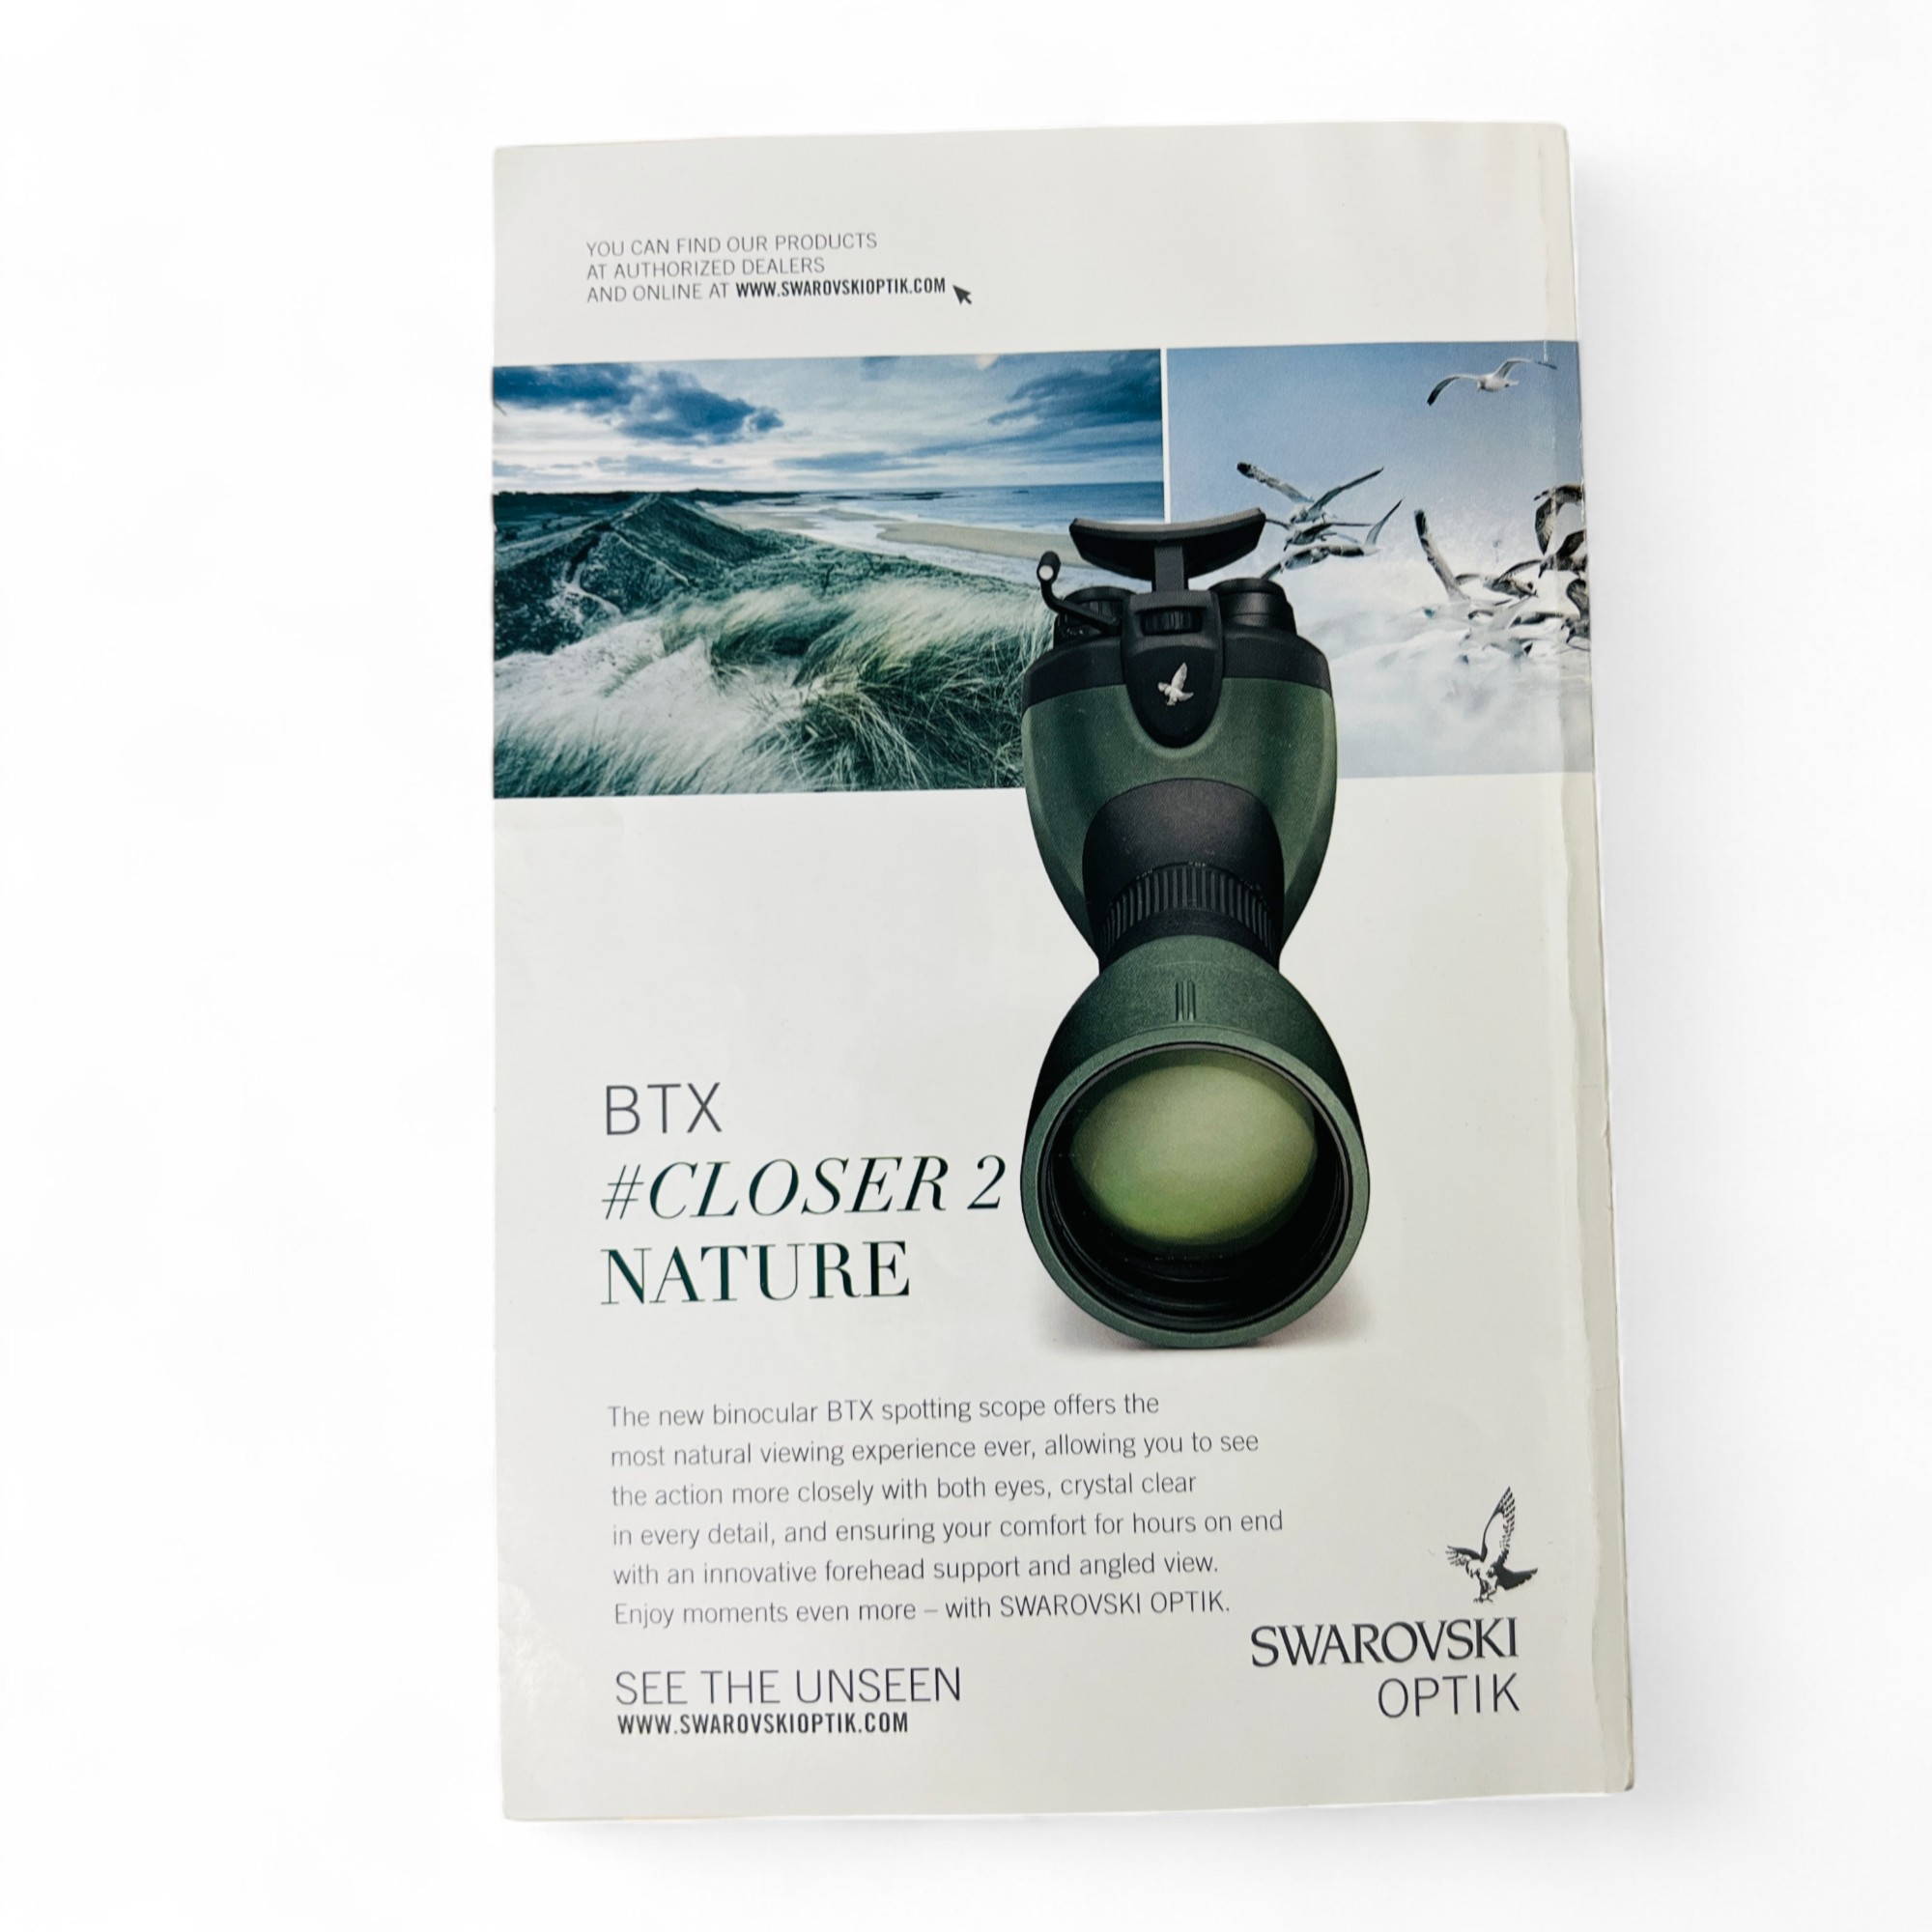 YOU CAN FIND OUR PRODUCTS
AT AUTHORIZED DEALERS
AND ONLINE AT WWW.SWAROVSKIOPTIK.COM
BTX
#CLOSER 2
NATURE
The new binocular BTX spotting scope offers the
most natural viewing experience ever, allowing you to see
the action more closely with both eyes, crystal clear
in every detail, and ensuring your comfort for hours on end
with an innovative forehead support and angled view.
Enjoy moments even more – with SWAROVSKI OPTIK.
SEE THE UNSEEN
WWW.SWAROVSKIOPTIK.COM
SWAROVSKI
OPTIK